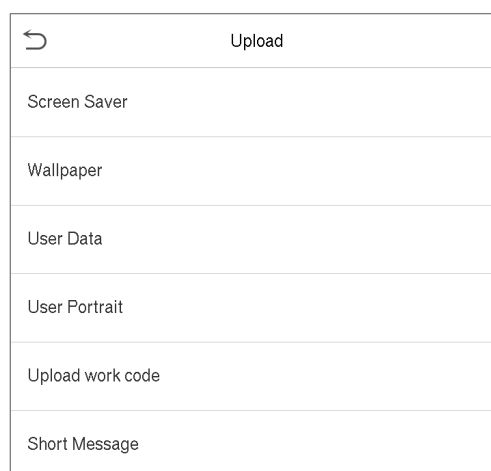 Upload
Screen Saver
Wallpaper
User Data
User Portrait
Upload work code
Short Message